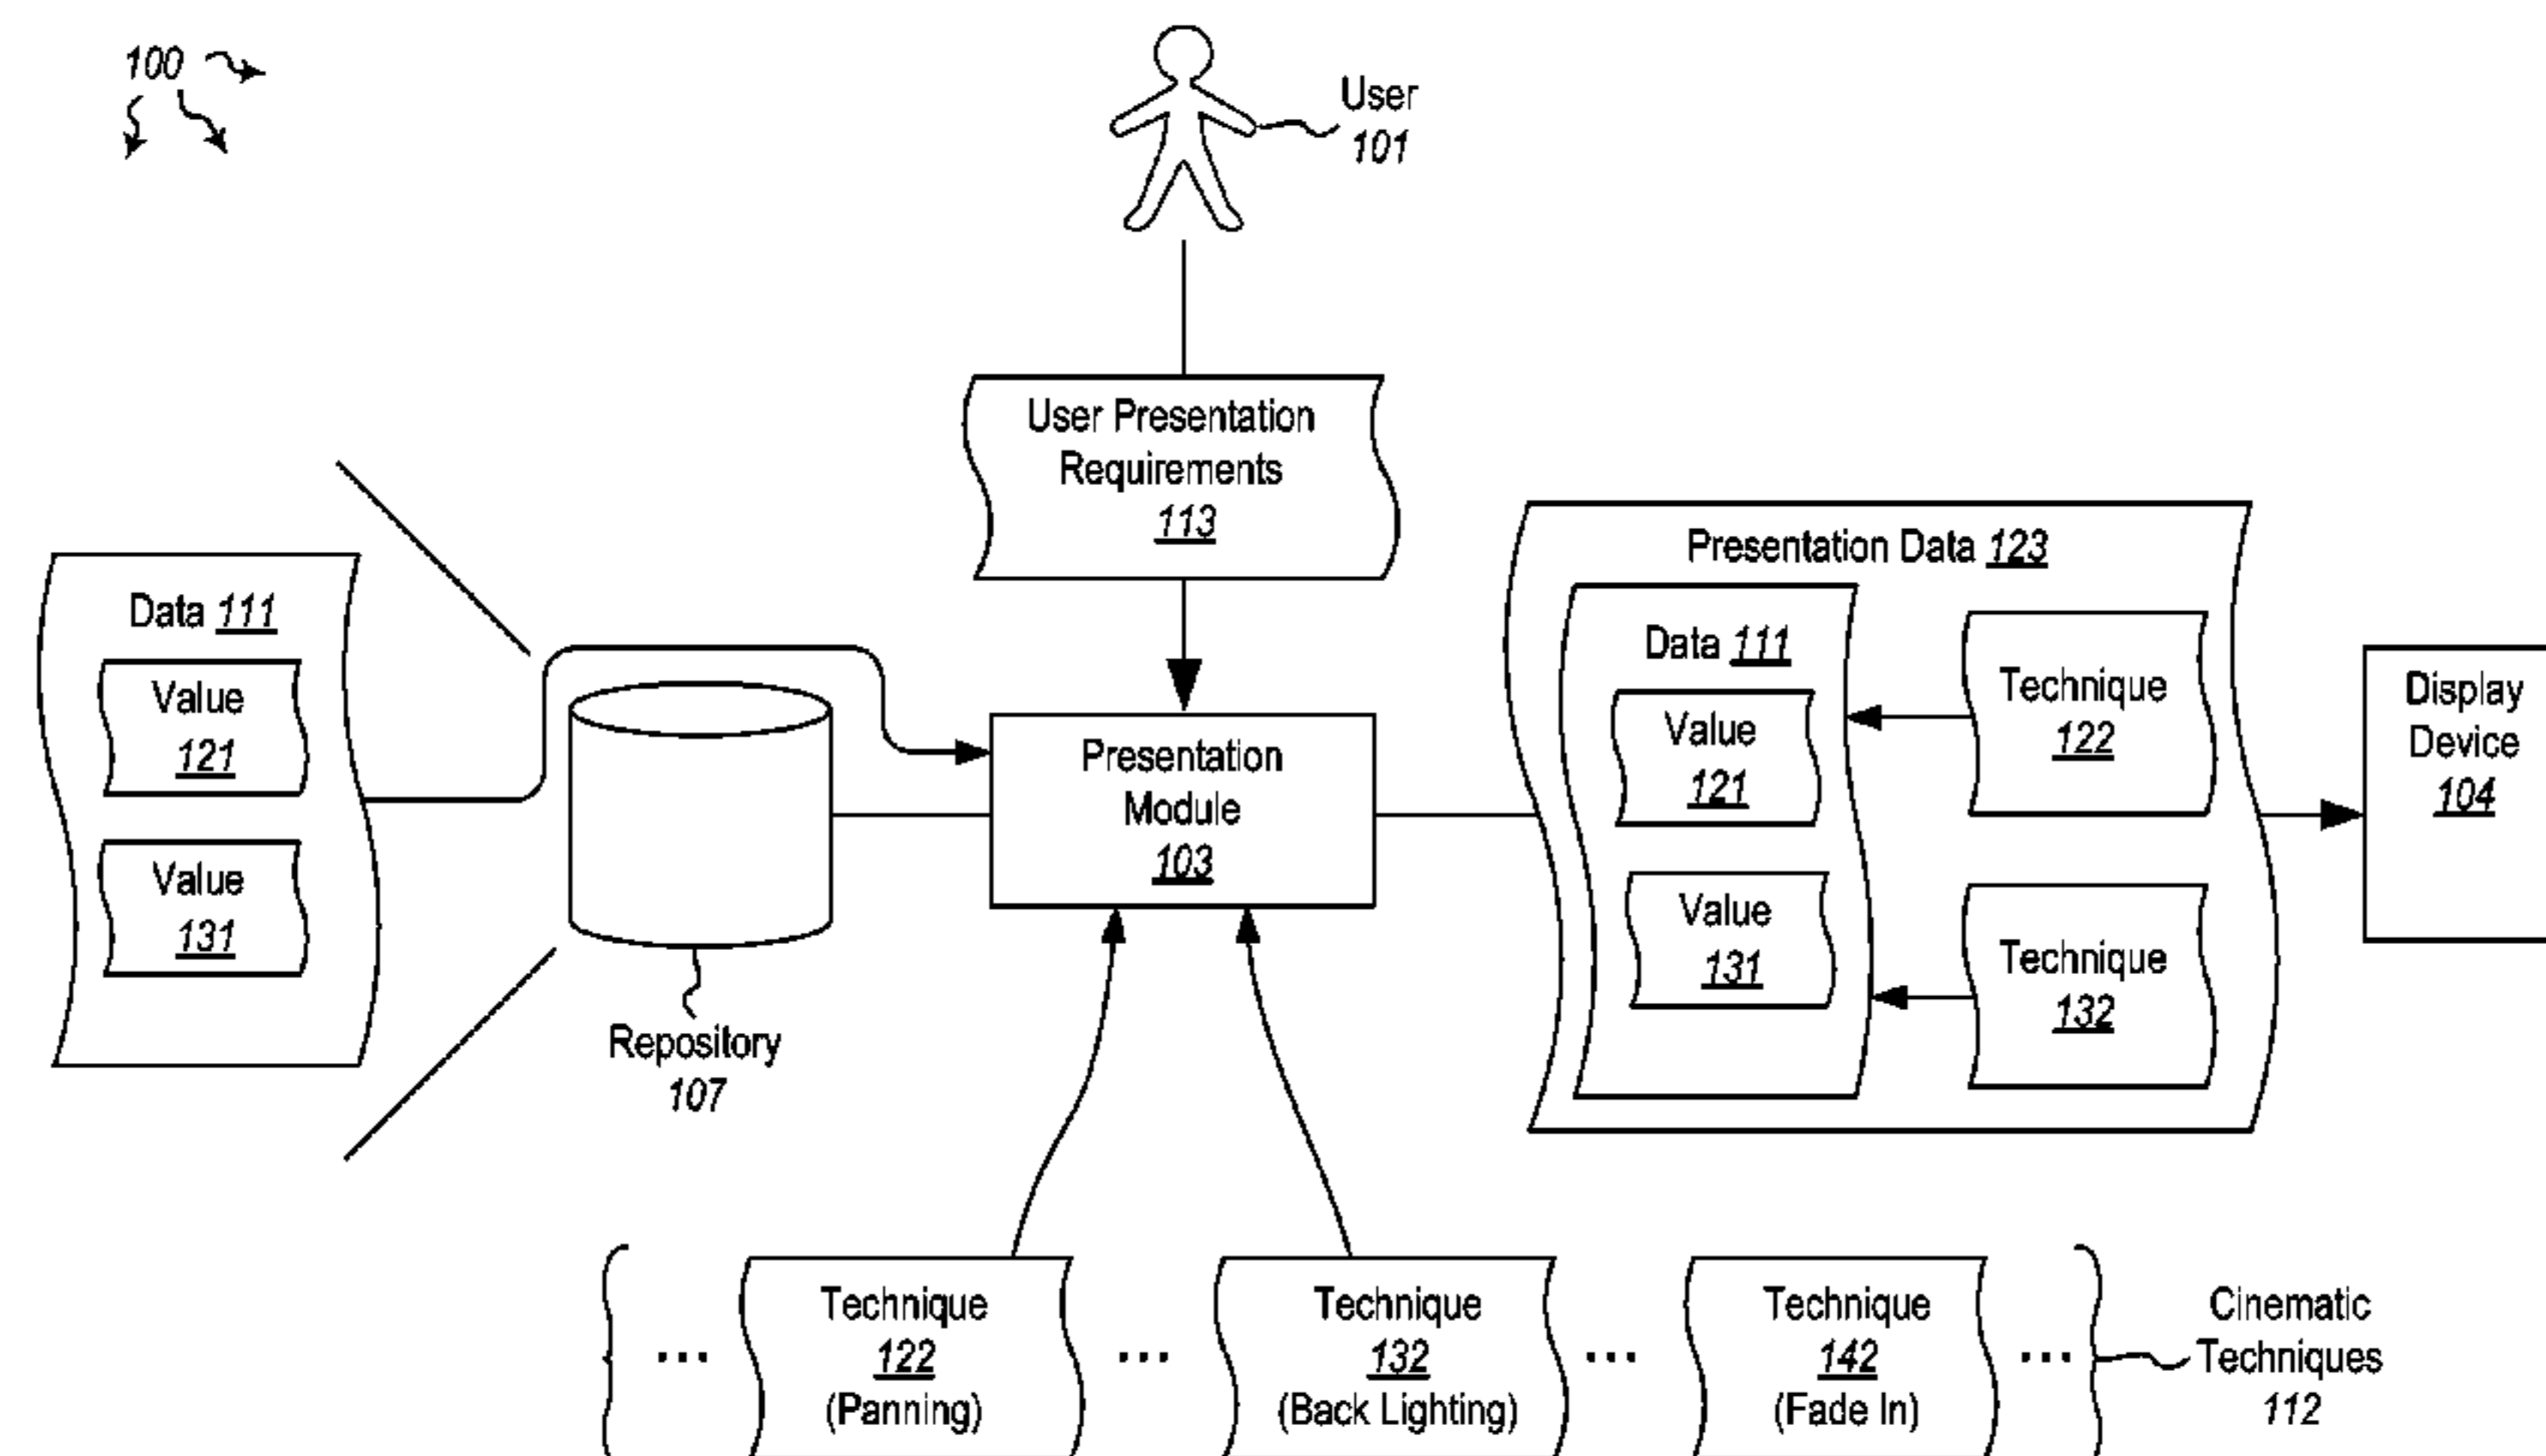 100
User
101
User Presentation
Requirements
113
Presentation Data 123
Data 111
Value
121
Value
131
Repository
107
Presentation
Module
103
Data 111
Value
121
Value
131
Technique
122
Technique
132
Display
Device
104
...
Technique
122
(Panning)
...
Technique
132
(Back Lighting)
...
Technique
142
(Fade In)
...
Cinematic
Techniques
112